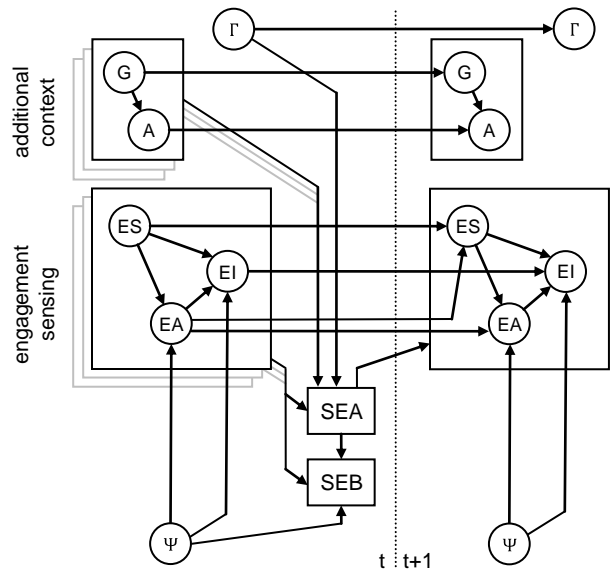 Γ
Γ
additional
context
G
A
G
A
engagement
sensing
ES
EI
EA
ES
EI
EA
SEA
SEB
Ψ
Ψ
t
t+1